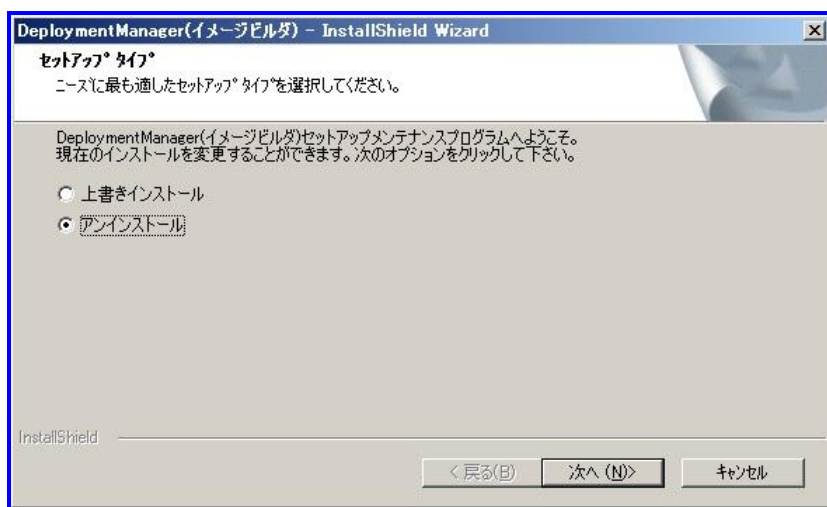 DeploymentManager(イメージビルダ) - InstallShield Wizard
セットアップ タイプ
ニーズに最も適したセットアップ タイプを選択してください。
DeploymentManager(イメージビルダ)セットアップメンテナンスプログラムへようこそ。
現在のインストールを変更することができます。次のオプションをクリックして下さい。
上書きインストール
アンインストール
InstallShield
< 戻る(B) 次へ (N)> キャンセル